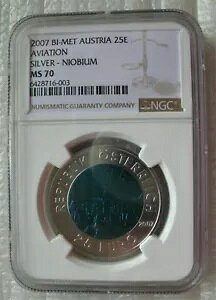 2007 BI-MET AUSTRIA 25E
AVIATION
SILVER - NIOBIUM
MS 70
6428716-003
NUMISMATIC GUARANTY COMPANY
NGC
REPUBLIK ÖSTERREICH
2007
25 EURO